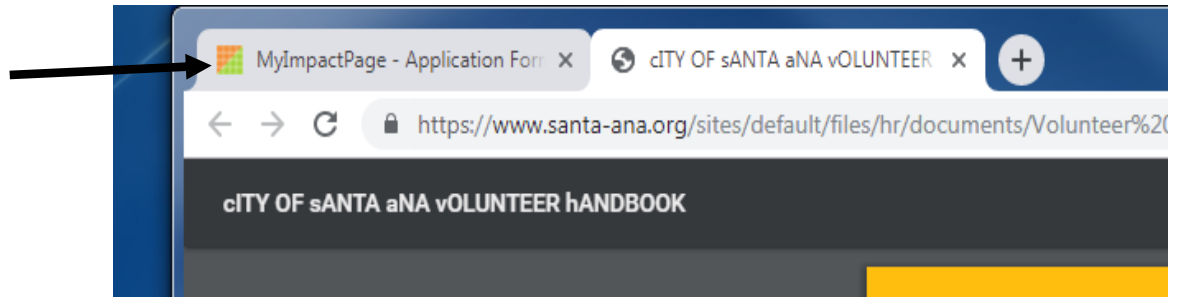 MyImpactPage - Application Form cITY OF sANTA aNA vOLUNTEER
https://www.santa-ana.org/sites/default/files/hr/documents/Volunteer%20
cITY OF sANTA aNA vOLUNTEER hANDBOOK